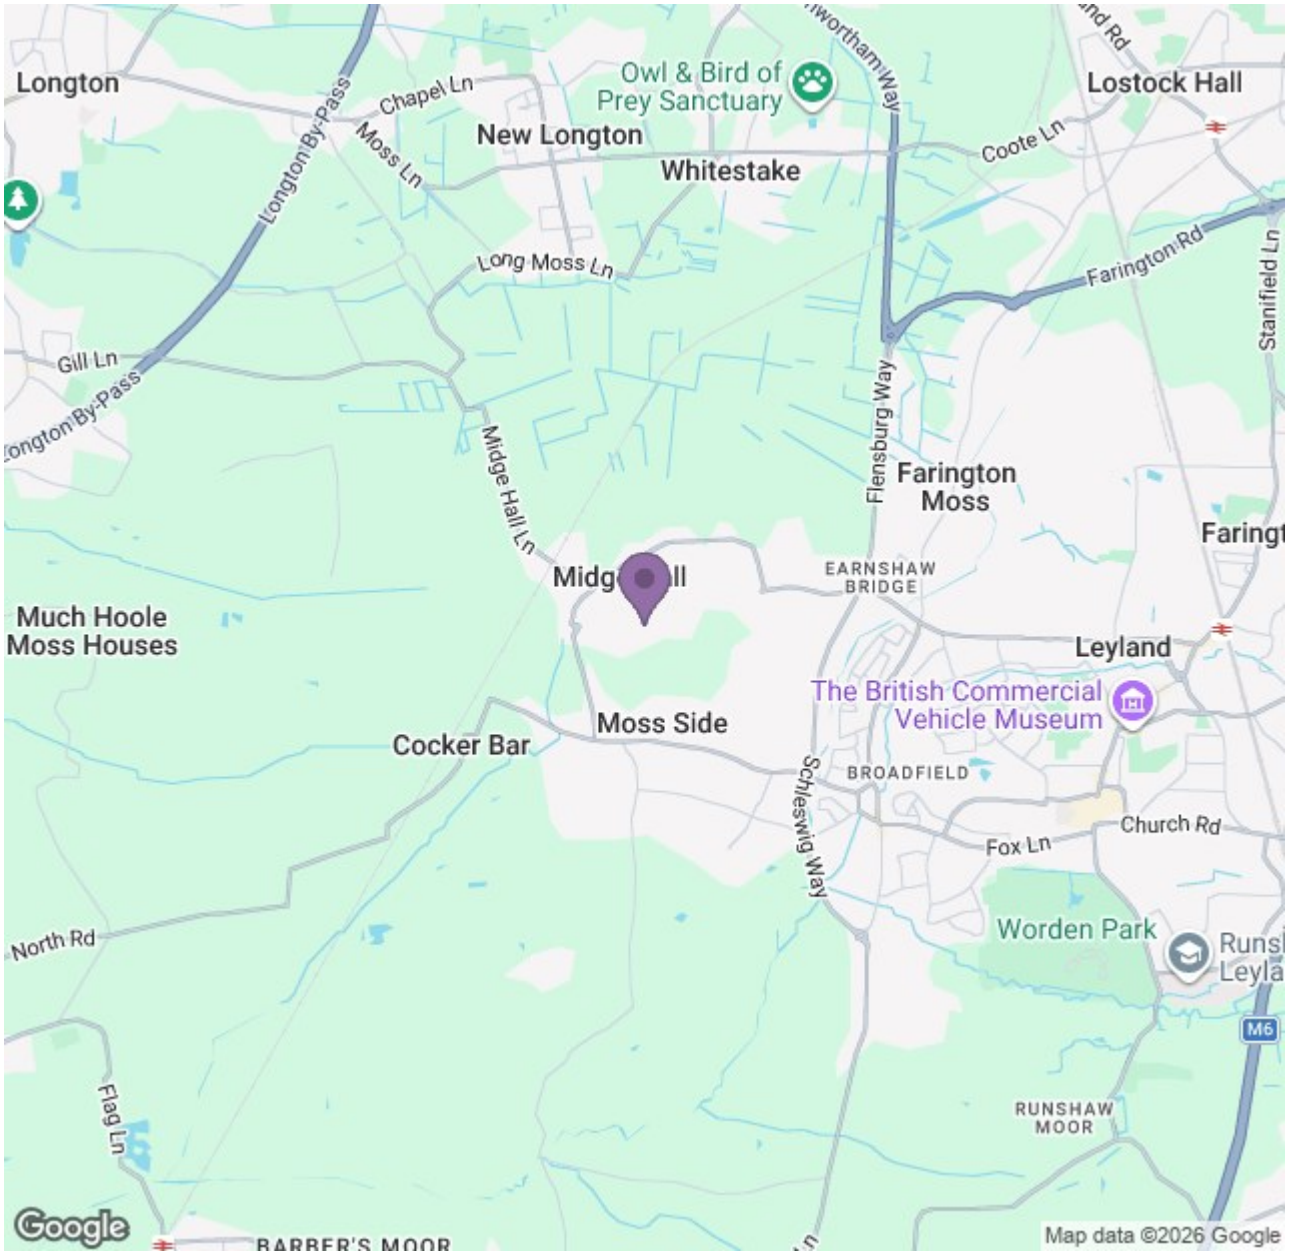 Longton
Chapel Ln
Longton By-Pass
Moss Ln
New Longton
Owl & Bird of
Prey Sanctuary
Whitestake
Coote Ln
Lostock Hall
Long Moss Ln
Farington Rd
Stanifield Ln
Gill Ln
Longton By-Pass
Midge Hall Ln
Flensburg Way
Farington
Moss
EARNSHAW
BRIDGE
Much Hoole
Moss Houses
Leyland
The British Commercial
Vehicle Museum
Moss Side
Cocker Bar
BROADFIELD
Schleswig Way
Fox Ln
Church Rd
North Rd
Worden Park
M6
Flag Ln
RUNSHAW
MOOR
BARBER'S MOOR
Ln
Google
Map data ©2026 Google